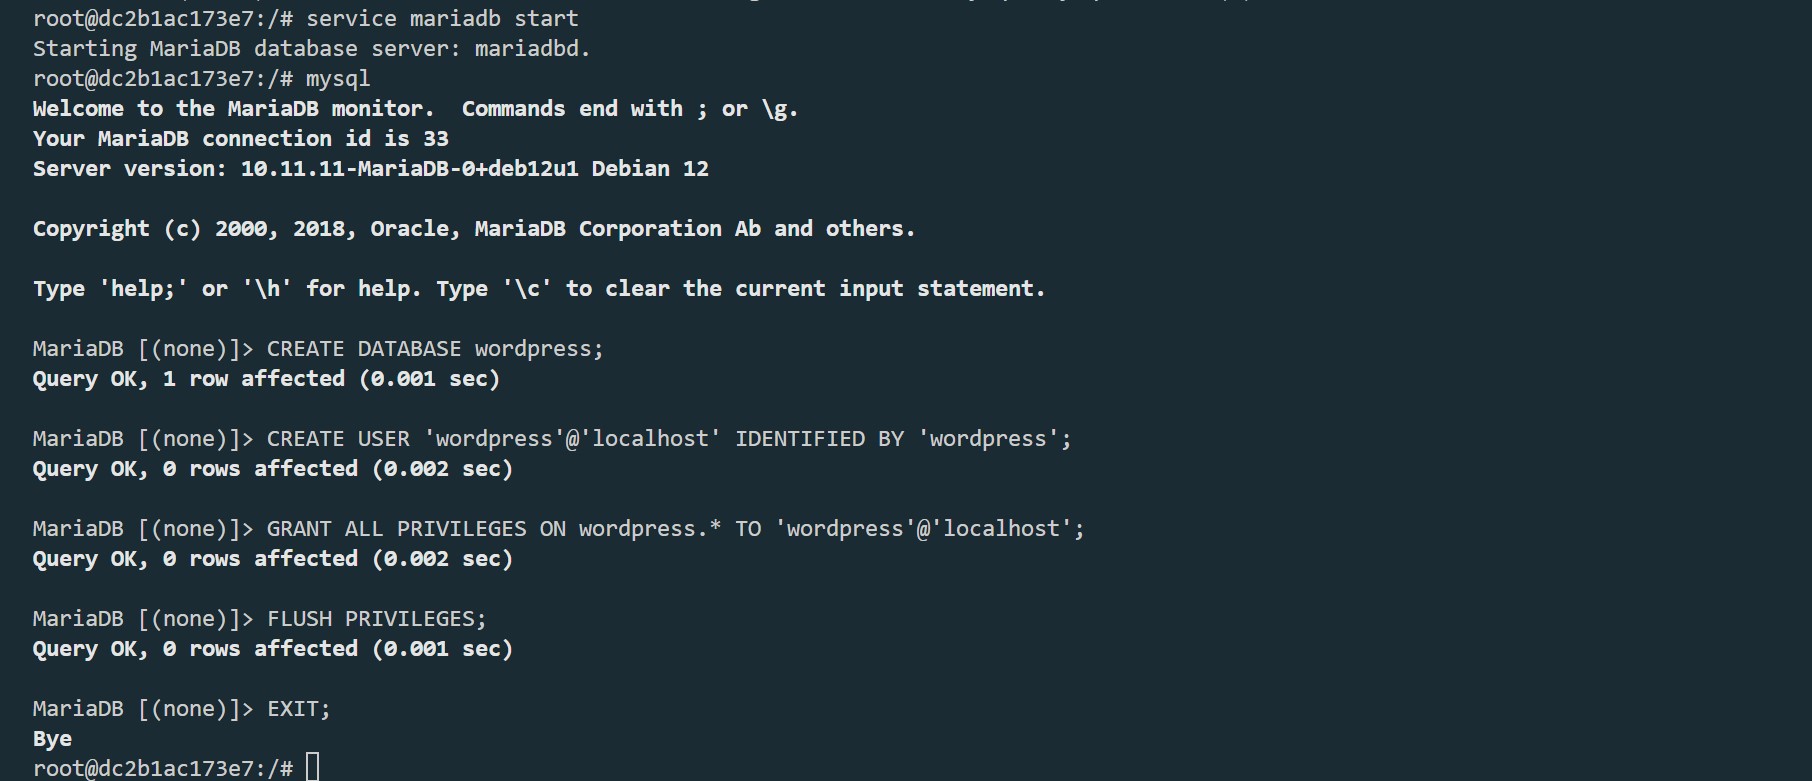 root@dc2b1ac173e7:/# service mariadb start
Starting MariaDB database server: mariadbd.
root@dc2b1ac173e7:/# mysql
Welcome to the MariaDB monitor.  Commands end with ; or \g.
Your MariaDB connection id is 33
Server version: 10.11.11-MariaDB-0+deb12u1 Debian 12
Copyright (c) 2000, 2018, Oracle, MariaDB Corporation Ab and others.
Type 'help;' or '\h' for help. Type '\c' to clear the current input statement.
MariaDB [(none)]> CREATE DATABASE wordpress;
Query OK, 1 row affected (0.001 sec)
MariaDB [(none)]> CREATE USER 'wordpress'@'localhost' IDENTIFIED BY 'wordpress';
Query OK, 0 rows affected (0.002 sec)
MariaDB [(none)]> GRANT ALL PRIVILEGES ON wordpress.* TO 'wordpress'@'localhost';
Query OK, 0 rows affected (0.002 sec)
MariaDB [(none)]> FLUSH PRIVILEGES;
Query OK, 0 rows affected (0.001 sec)
MariaDB [(none)]> EXIT;
Bye
root@dc2b1ac173e7:/#